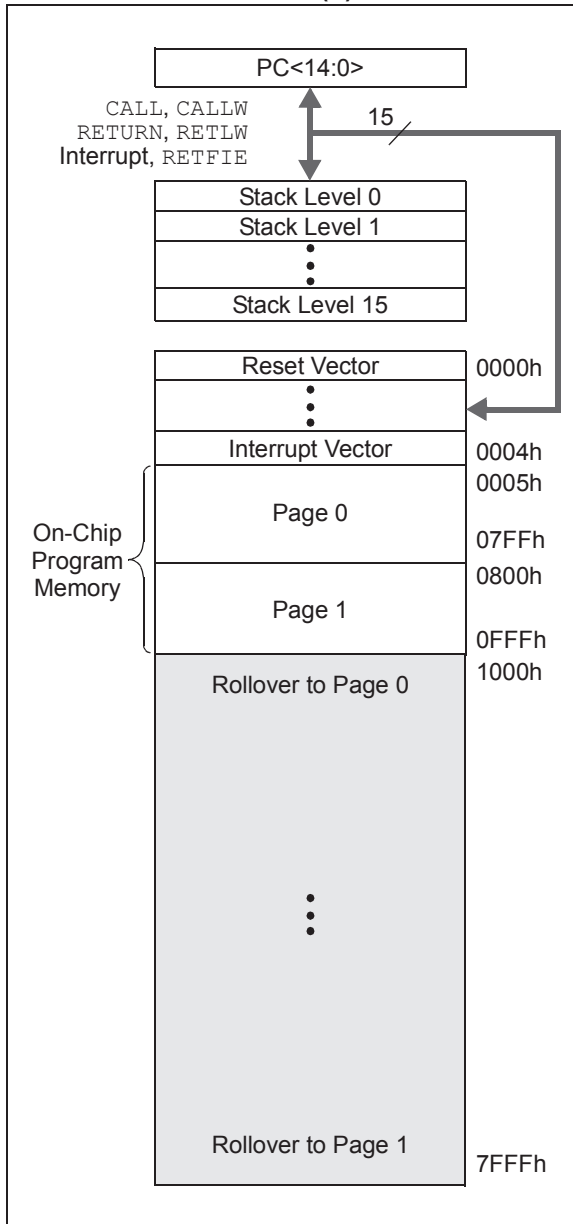 PC<14:0>
CALL, CALLW
RETURN, RETLW
Interrupt, RETFIE
15
Stack Level 0
Stack Level 1
Stack Level 15
Reset Vector
0000h
Interrupt Vector
0004h
0005h
On-Chip
Program
Memory
Page 0
07FFh
0800h
Page 1
0FFFh
1000h
Rollover to Page 0
Rollover to Page 1
7FFFh